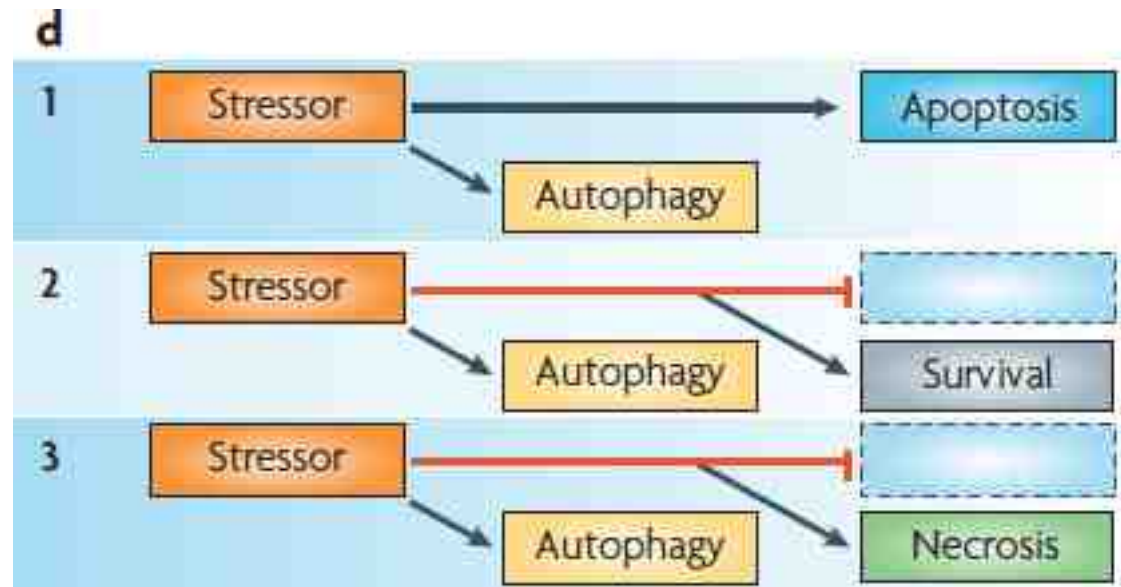 d
1 Stressor Apoptosis
Autophagy
2 Stressor
Autophagy Survival
3 Stressor
Autophagy Necrosis